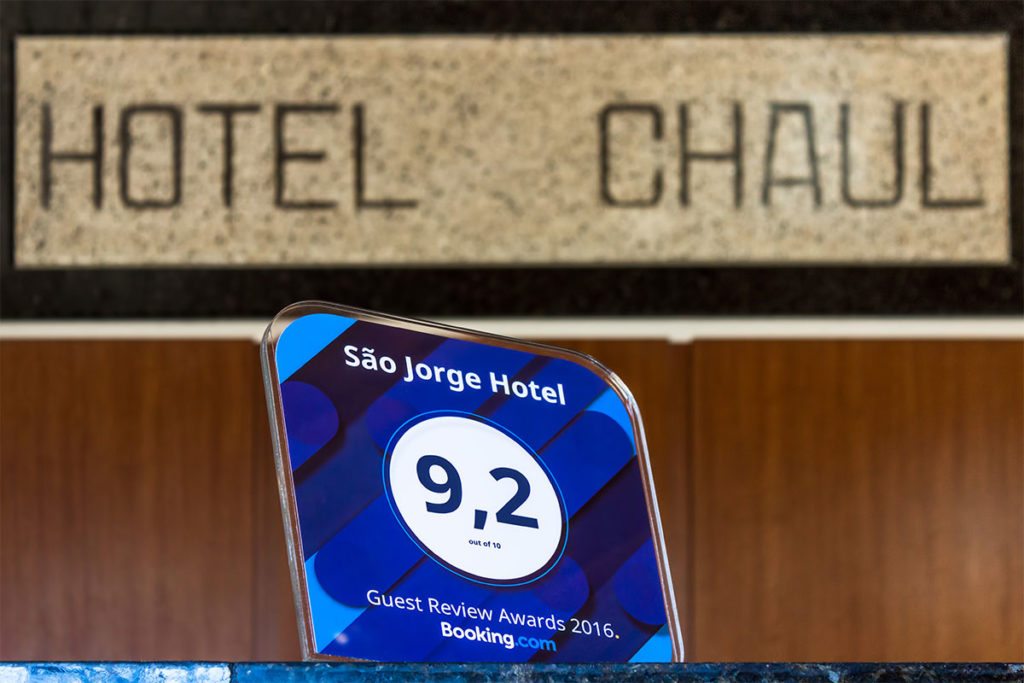 HOTEL CHAUL
São Jorge Hotel
9,2
out of 10
Guest Review Awards 2016.
Booking.com